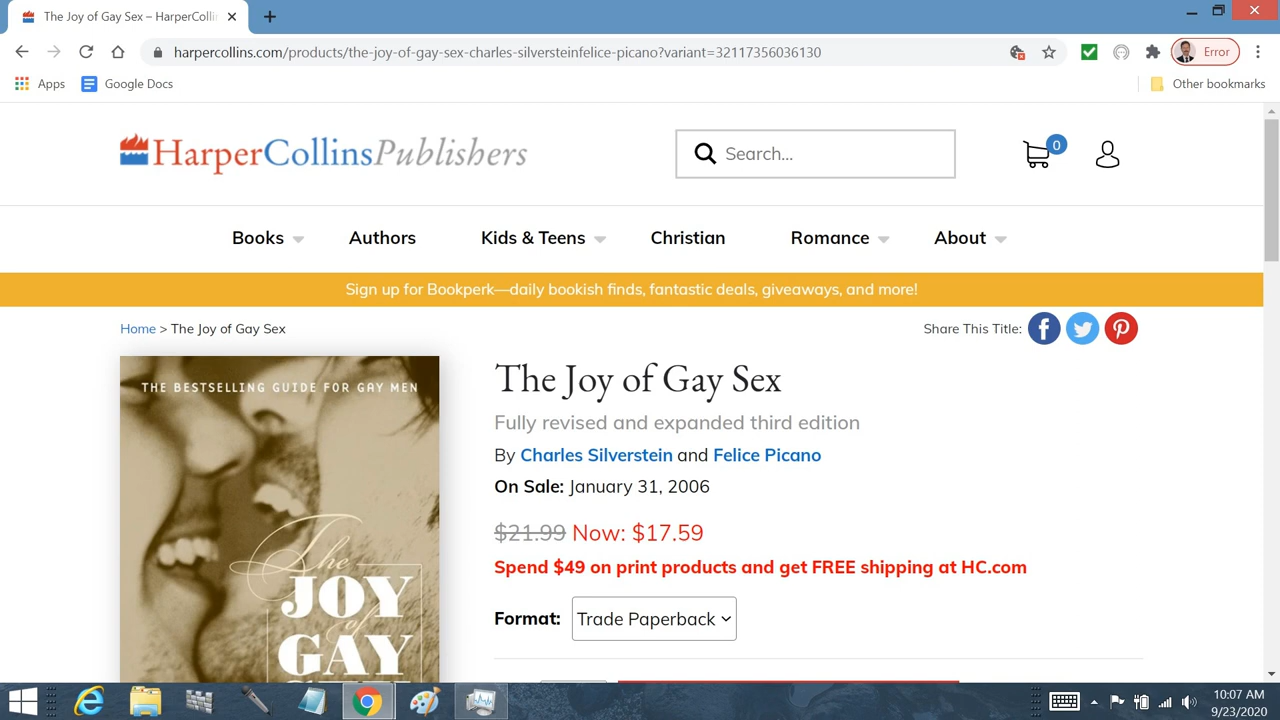 The Joy of Gay Sex – HarperColli
harpercollins.com/products/the-joy-of-gay-sex-charles-silversteinfelice-picano?variant=32117356036130
Error
Apps
Google Docs
Other bookmarks
HarperCollinsPublishers
Search...
0
Books
Authors
Kids & Teens
Christian
Romance
About
Sign up for Bookperk—daily bookish finds, fantastic deals, giveaways, and more!
Home > The Joy of Gay Sex
Share This Title:
THE BESTSELLING GUIDE FOR GAY MEN
The
JOY
of
GAY
The Joy of Gay Sex
Fully revised and expanded third edition
By Charles Silverstein and Felice Picano
On Sale: January 31, 2006
$21.99 Now: $17.59
Spend $49 on print products and get FREE shipping at HC.com
Format: Trade Paperback
10:07 AM
9/23/2020